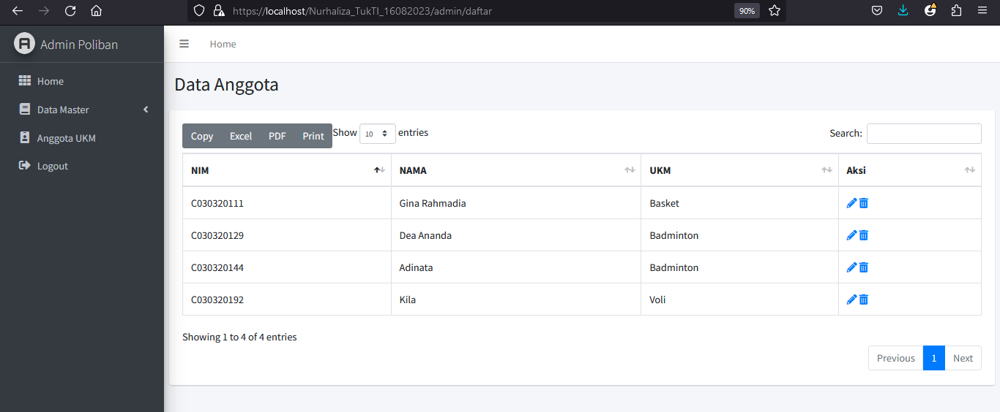 https://localhost/Nurhaliza_TukTI_16082023/admin/daftar 90%
Admin Poliban
Home
Home
Data Master
Anggota UKM
Logout
Data Anggota
Copy Excel PDF Print Show 10 entries Search:
NIM NAMA UKM Aksi
C030320111 Gina Rahmadia Basket
C030320129 Dea Ananda Badminton
C030320144 Adinata Badminton
C030320192 Kila Voli
Showing 1 to 4 of 4 entries
Previous 1 Next